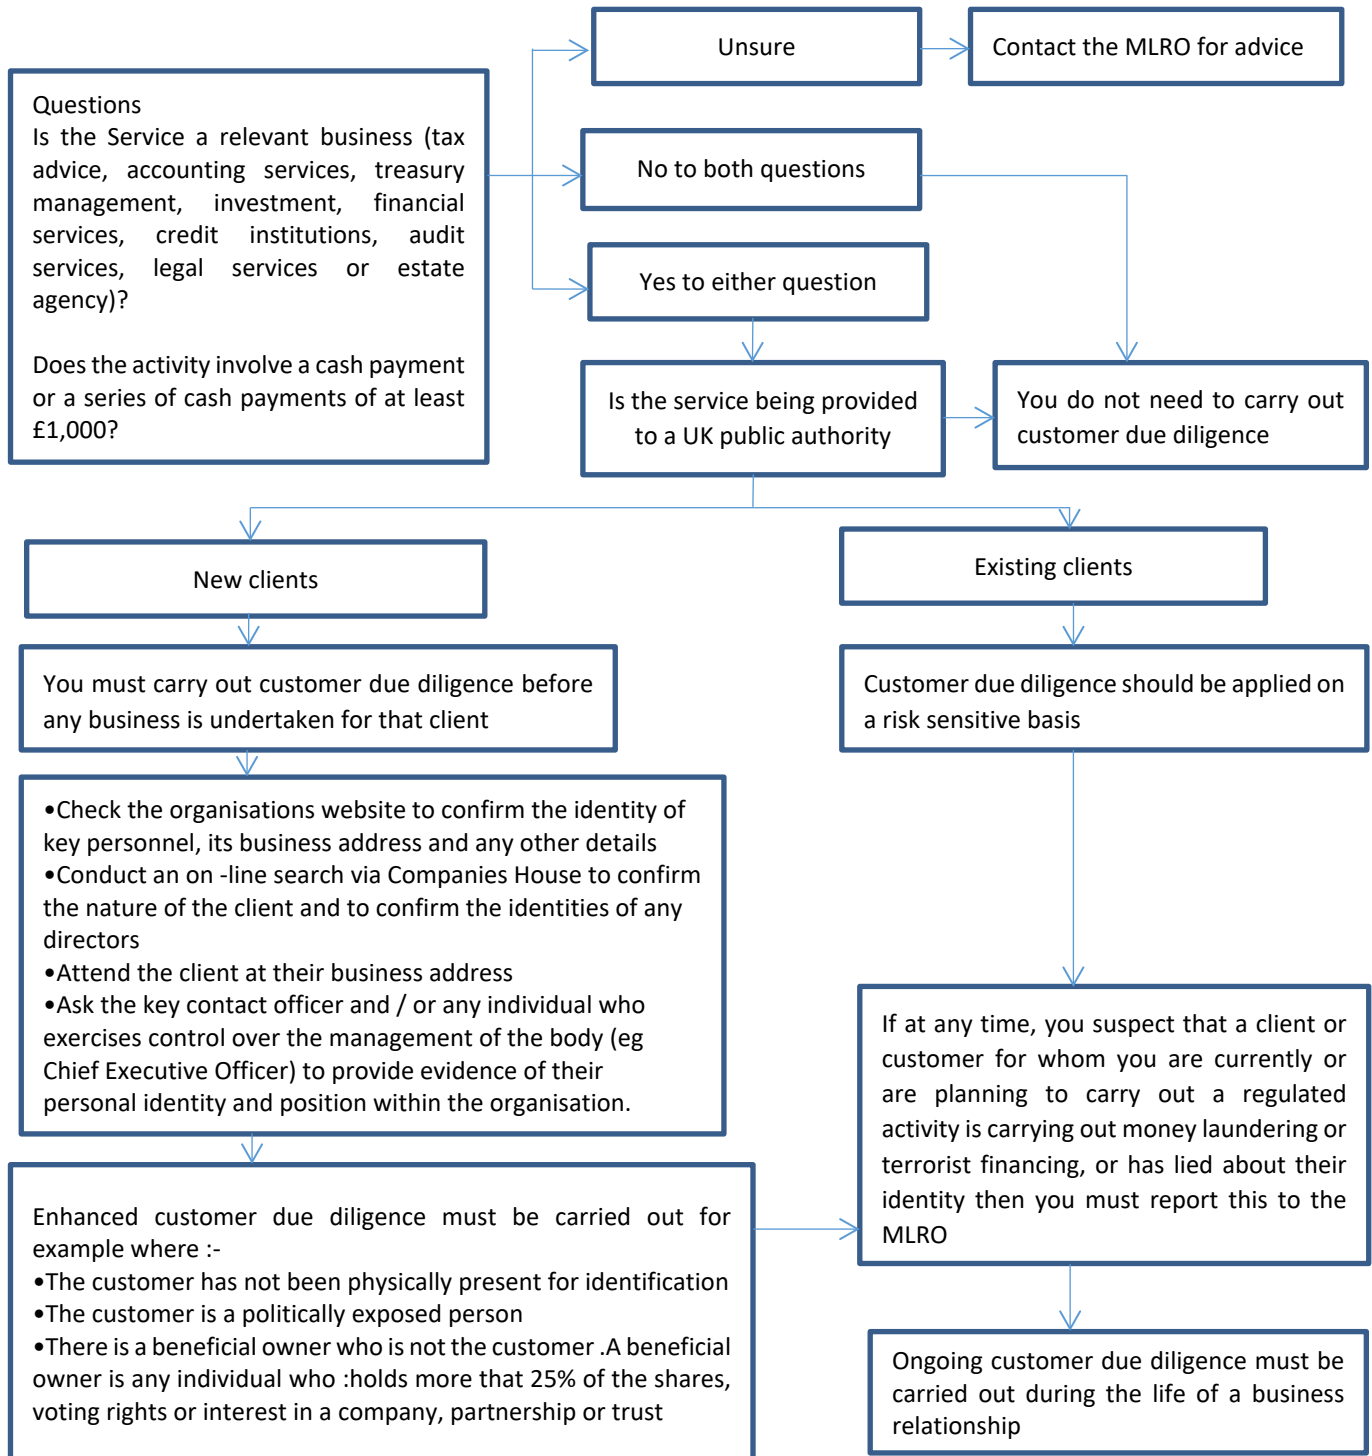 Unsure
Contact the MLRO for advice
Questions
Is the Service a relevant business (tax
advice, accounting services, treasury
management, investment, financial
services, credit institutions, audit
services, legal services or estate
agency)?
Does the activity involve a cash payment
or a series of cash payments of at least
£1,000?
No to both questions
Yes to either question
Is the service being provided
to a UK public authority
You do not need to carry out
customer due diligence
New clients
Existing clients
You must carry out customer due diligence before
any business is undertaken for that client
Customer due diligence should be applied on
a risk sensitive basis
•Check the organisations website to confirm the identity of
key personnel, its business address and any other details
•Conduct an on -line search via Companies House to confirm
the nature of the client and to confirm the identities of any
directors
•Attend the client at their business address
•Ask the key contact officer and / or any individual who
exercises control over the management of the body (eg
Chief Executive Officer) to provide evidence of their
personal identity and position within the organisation.
If at any time, you suspect that a client or
customer for whom you are currently or
are planning to carry out a regulated
activity is carrying out money laundering or
terrorist financing, or has lied about their
identity then you must report this to the
MLRO
Enhanced customer due diligence must be carried out for
example where :-
•The customer has not been physically present for identification
•The customer is a politically exposed person
•There is a beneficial owner who is not the customer .A beneficial
owner is any individual who :holds more that 25% of the shares,
voting rights or interest in a company, partnership or trust
Ongoing customer due diligence must be
carried out during the life of a business
relationship